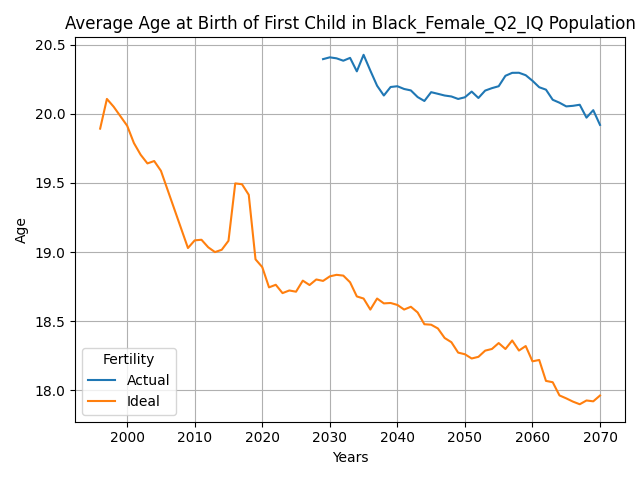 Average Age at Birth of First Child in Black_Female_Q2_IQ Population
20.5
20.0
19.5
19.0
18.5
18.0
Age
Fertility
Actual
Ideal
2000 2010 2020 2030 2040 2050 2060 2070
Years